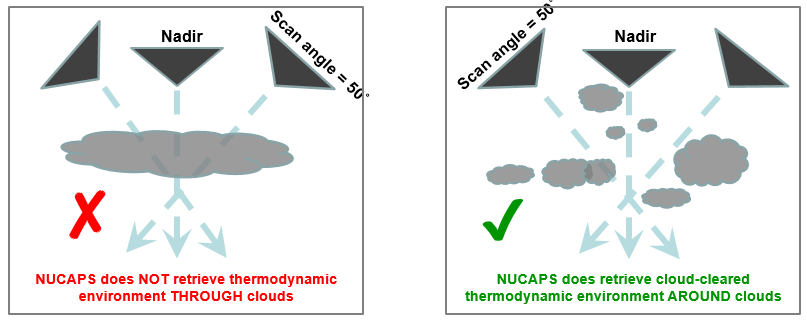 Nadir
Scan angle = 50°
NUCAPS does NOT retrieve thermodynamic
environment THROUGH clouds
Scan angle = 50°
Nadir
NUCAPS does retrieve cloud-cleared
thermodynamic environment AROUND clouds